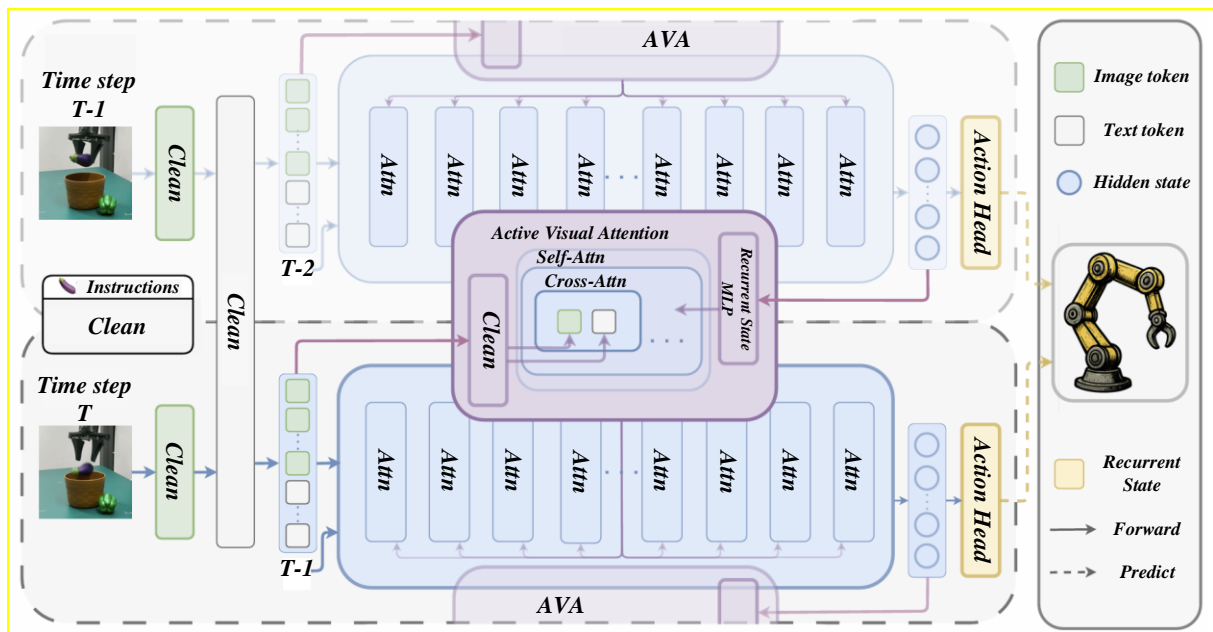 AVA
Time step
T-1
Clean
Clean
Attn
Attn
Attn
Attn
Attn
Attn
Attn
Attn
Action Head
T-2
Instructions
Clean
Active Visual Attention
Self-Attn
Cross-Attn
Clean
Recurrent State
MLP
Time step
T
Clean
Attn
Attn
Attn
Attn
Attn
Attn
Attn
Attn
Action Head
T-1
AVA
Image token
Text token
Hidden state
Recurrent
State
Forward
Predict